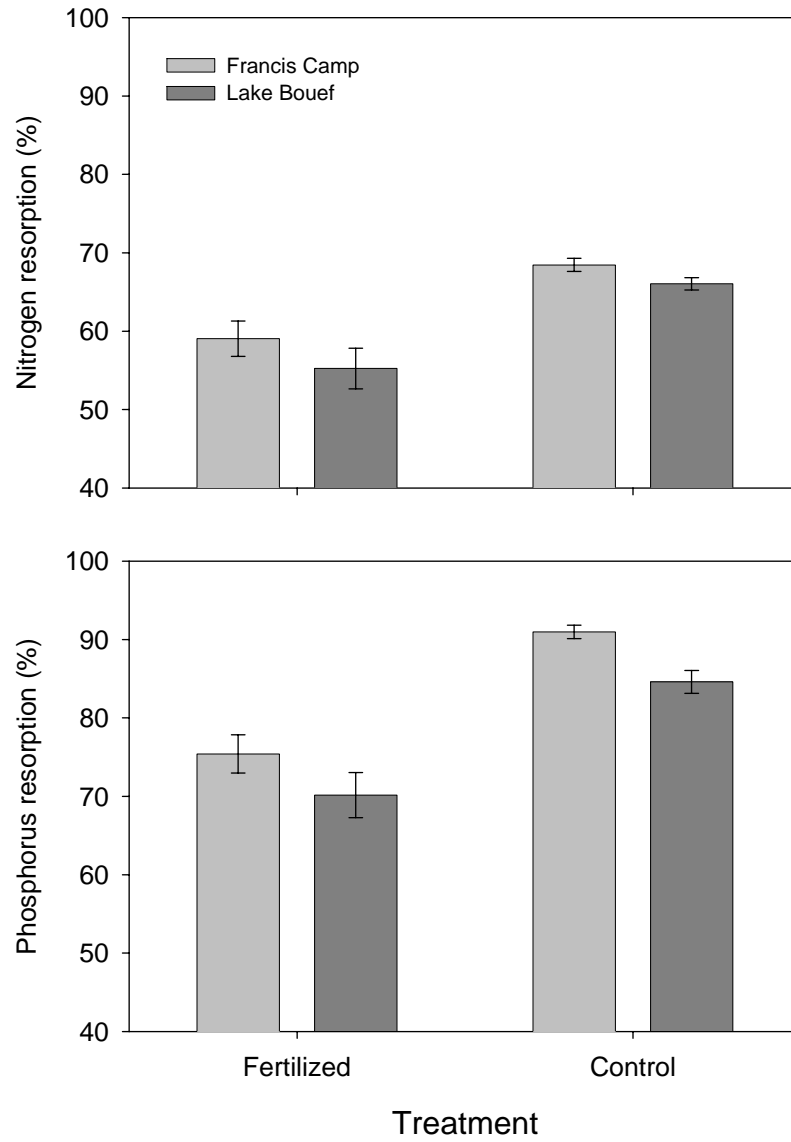 100
90
80
70
60
50
40
Nitrogen resorption (%)
Francis Camp
Lake Bouef
100
90
80
70
60
50
40
Phosphorus resorption (%)
Fertilized
Control
Treatment